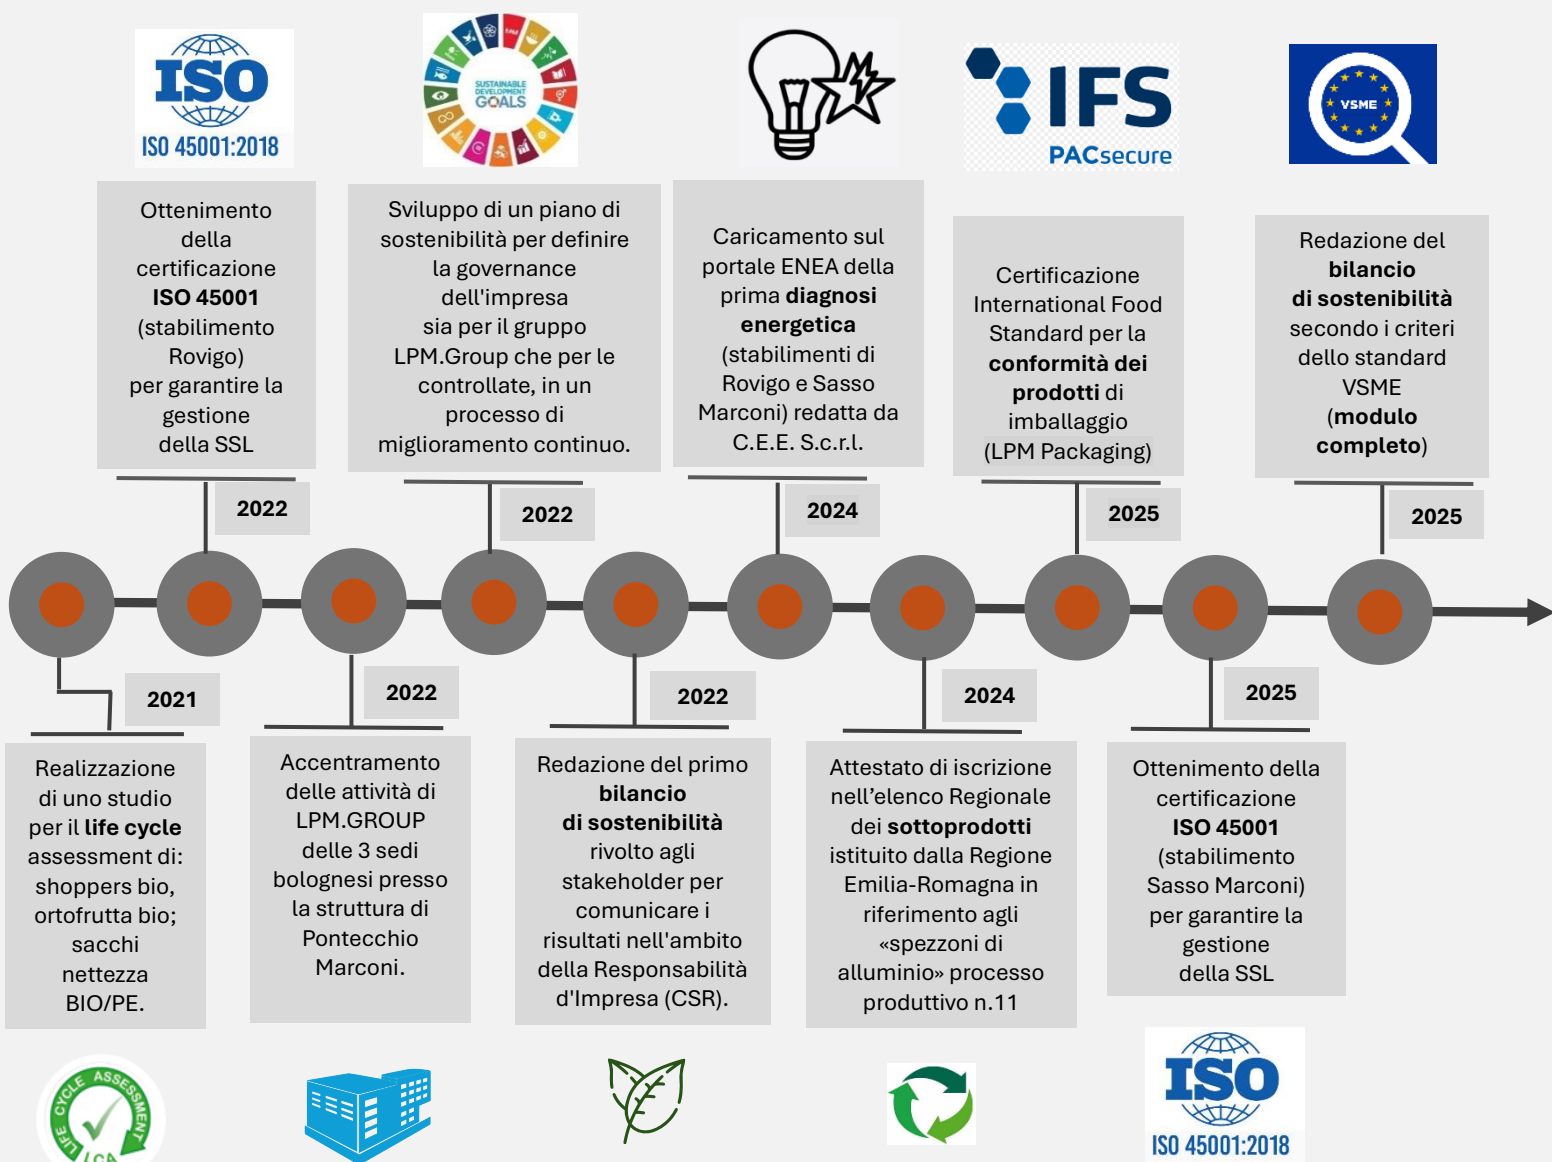 ISO
ISO 45001:2018
SUSTAINABLE
DEVELOPMENT
GOALS
IFS
PACsecure
VSME
Ottenimento
della
certificazione
ISO 45001
(stabilimento
Rovigo)
per garantire la
gestione
della SSL
2022
Sviluppo di un piano di
sostenibilità per definire
la governance
dell'impresa
sia per il gruppo
LPM.Group che per le
controllate, in un
processo di
miglioramento continuo.
2022
Caricamento sul
portale ENEA della
prima diagnosi
energetica
(stabilimenti di
Rovigo e Sasso
Marconi) redatta da
C.E.E. S.c.r.l.
2024
Certificazione
International Food
Standard per la
conformità dei
prodotti di
imballaggio
(LPM Packaging)
2025
Redazione del
bilancio
di sostenibilità
secondo i criteri
dello standard
VSME
(modulo
completo)
2025
2021
Realizzazione
di uno studio
per il life cycle
assessment di:
shoppers bio,
ortofrutta bio;
sacchi
nettezza
BIO/PE.
2022
Accentramento
delle attività di
LPM.GROUP
delle 3 sedi
bolognesi presso
la struttura di
Pontecchio
Marconi.
2022
Redazione del primo
bilancio
di sostenibilità
rivolto agli
stakeholder per
comunicare i
risultati nell'ambito
della Responsabilità
d'Impresa (CSR).
2024
Attestato di iscrizione
nell’elenco Regionale
dei sottoprodotti
istituito dalla Regione
Emilia-Romagna in
riferimento agli
«spezzoni di
alluminio» processo
produttivo n.11
2025
Ottenimento della
certificazione
ISO 45001
(stabilimento
Sasso Marconi)
per garantire la
gestione
della SSL
LIFE CYCLE ASSESSMENT
LCA
ISO
ISO 45001:2018